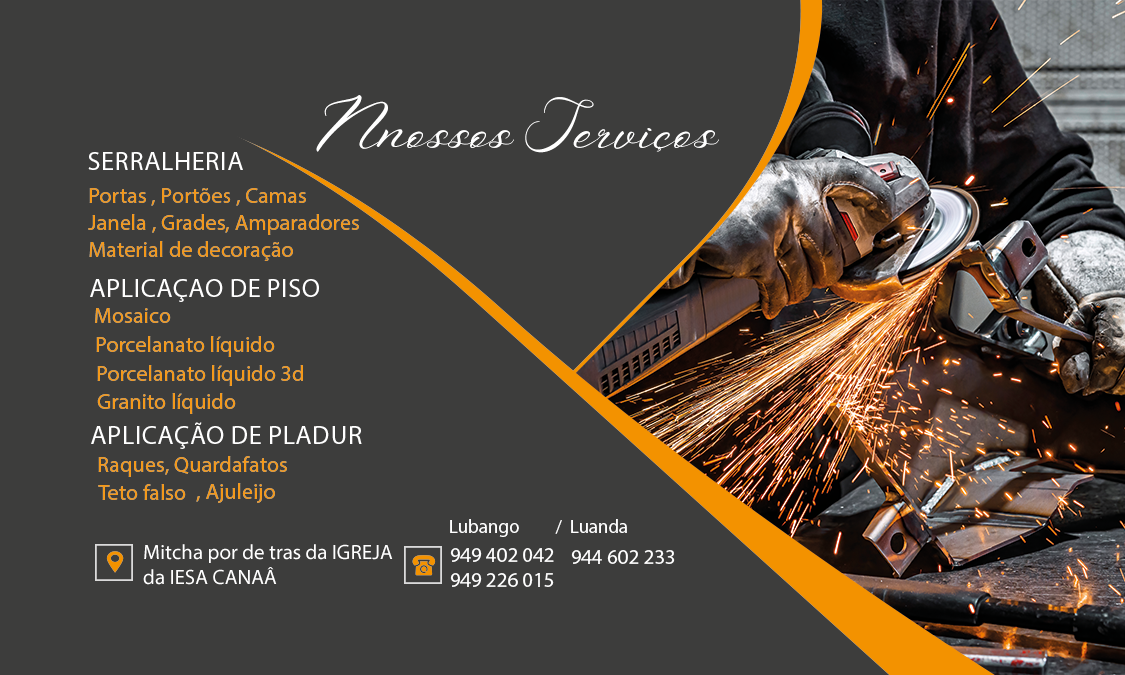 Nnossos Serviços
SERRALHERIA
Portas , Portões , Camas
Janela , Grades, Amparadores
Material de decoração
APLICAÇAO DE PISO
Mosaico
Porcelanato líquido
Porcelanato líquido 3d
Granito líquido
APLICAÇÃO DE PLADUR
Raques, Quardafatos
Teto falso , Ajuleijo
Mitcha por de tras da IGREJA
da IESA CANAÂ
Lubango / Luanda
949 402 042 944 602 233
949 226 015